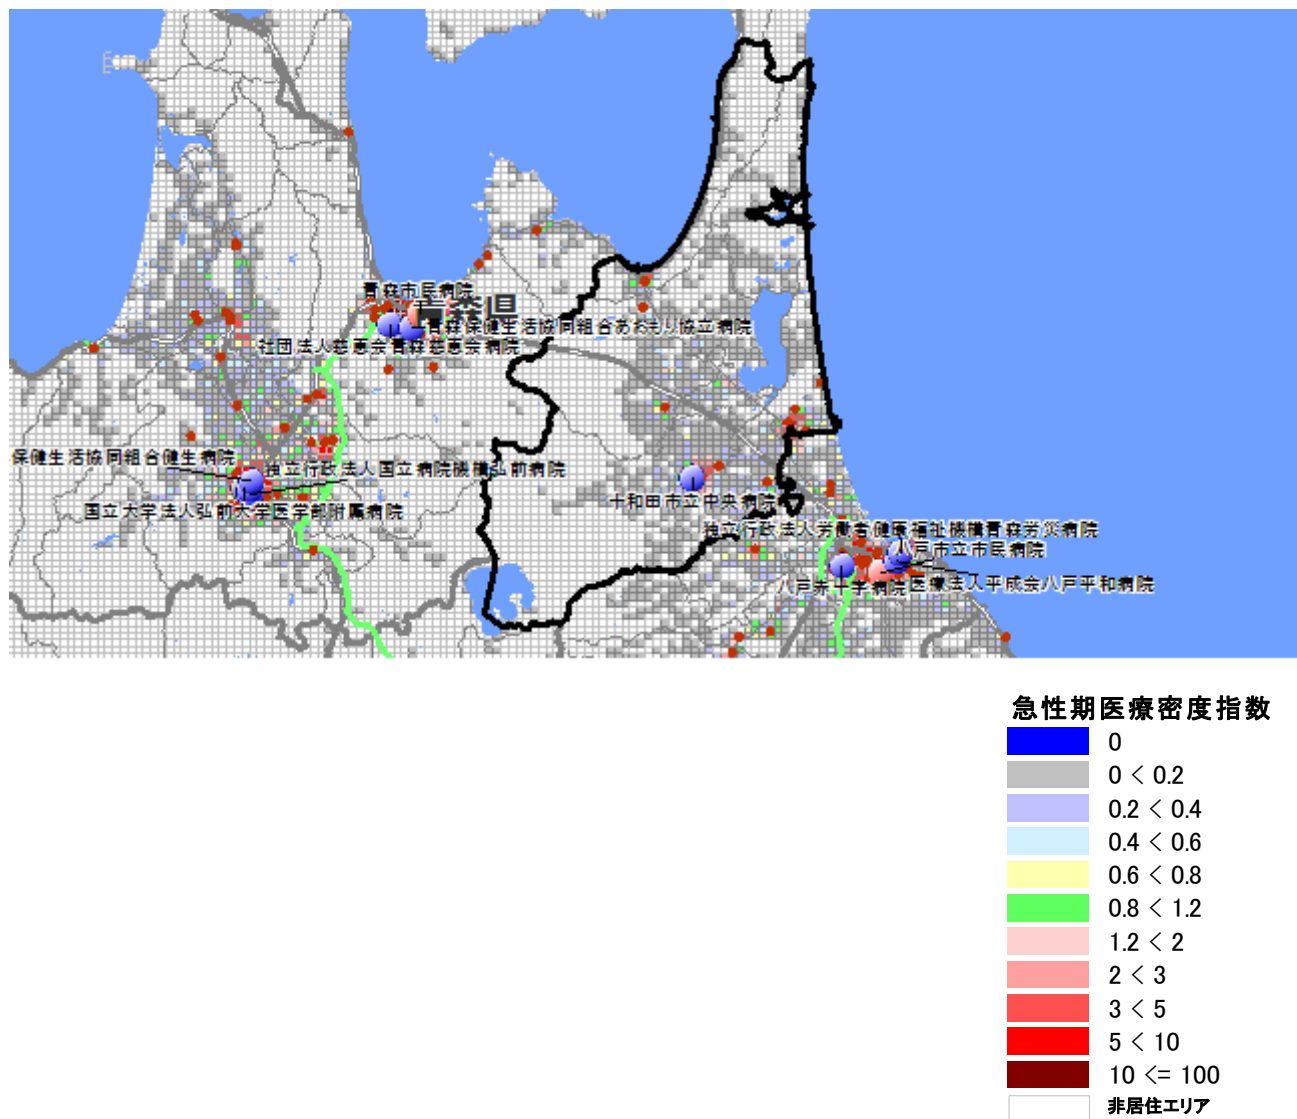 青森市民病院
青森県
青森保健生活協同組合あおもり協立病院
社団法人慈恵会青森慈恵会病院
保健生活協同組合健生病院
独立行政法人国立病院機構弘前病院
国立大学法人弘前大学医学部附属病院
十和田市立中央病院
独立行政法人労働者健康福祉機構青森労災病院
八戸市立市民病院
八戸赤十字病院
医療法人平成会八戸平和病院
急性期医療密度指数
0
0 < 0.2
0.2 < 0.4
0.4 < 0.6
0.6 < 0.8
0.8 < 1.2
1.2 < 2
2 < 3
3 < 5
5 < 10
10 <= 100
非居住エリア